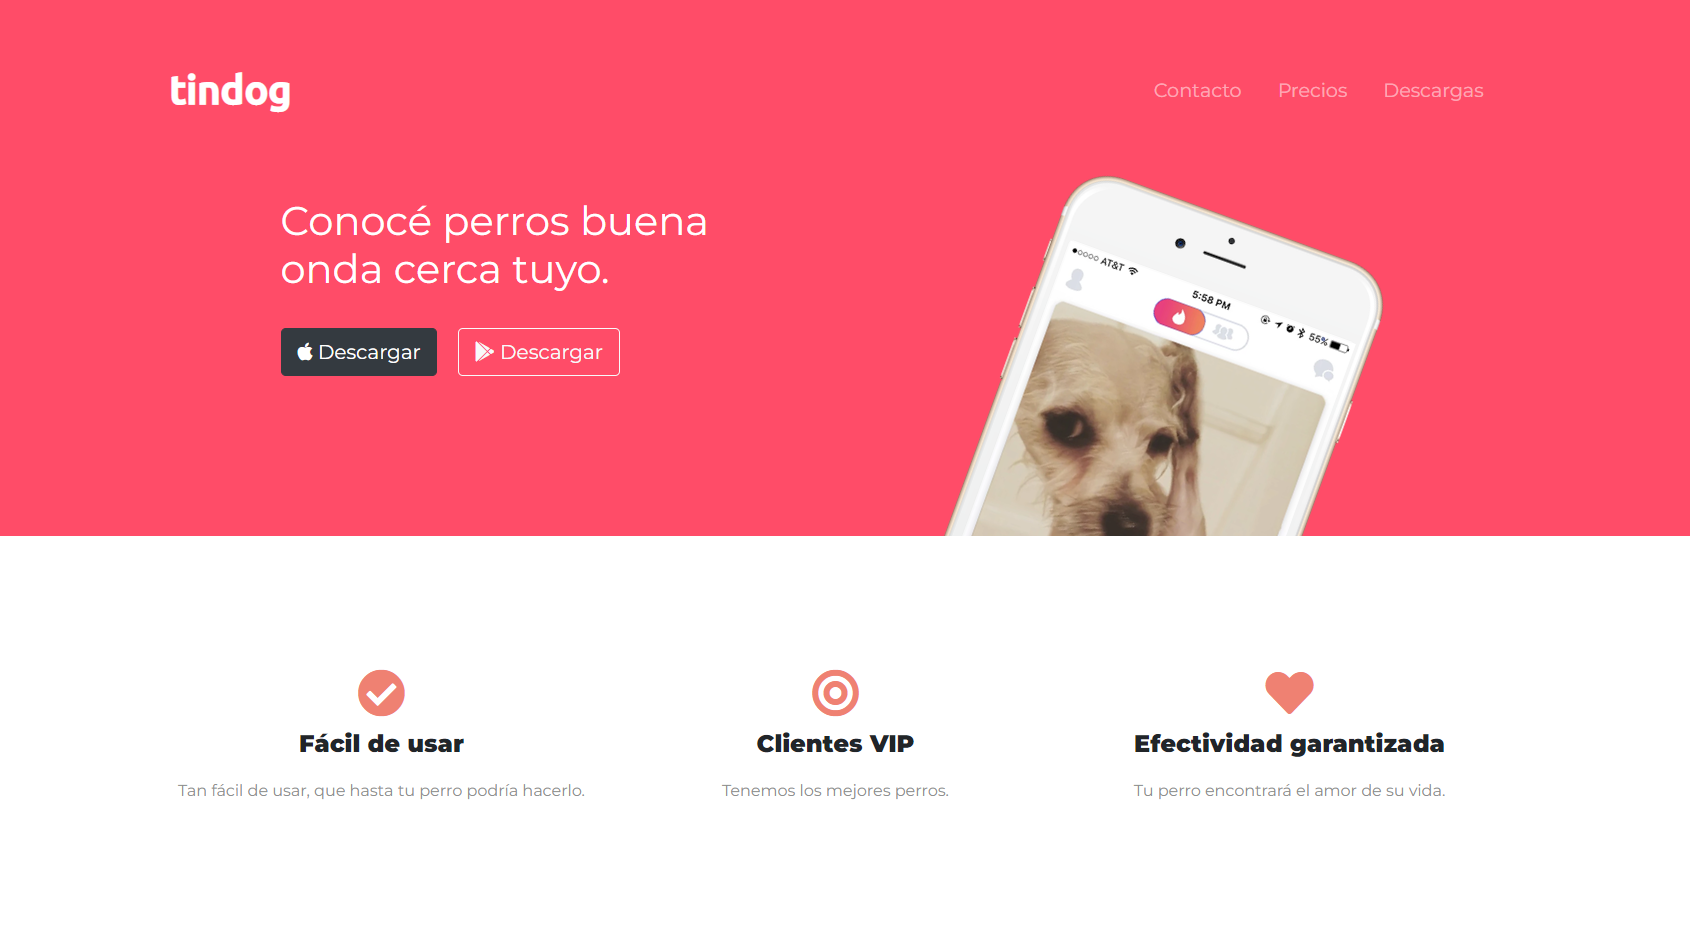 tindog
Contacto Precios Descargas
Conocé perros buena
onda cerca tuyo.
Descargar Descargar
AT&T
5:58 PM
55%
Fácil de usar
Tan fácil de usar, que hasta tu perro podría hacerlo.
Clientes VIP
Tenemos los mejores perros.
Efectividad garantizada
Tu perro encontrará el amor de su vida.